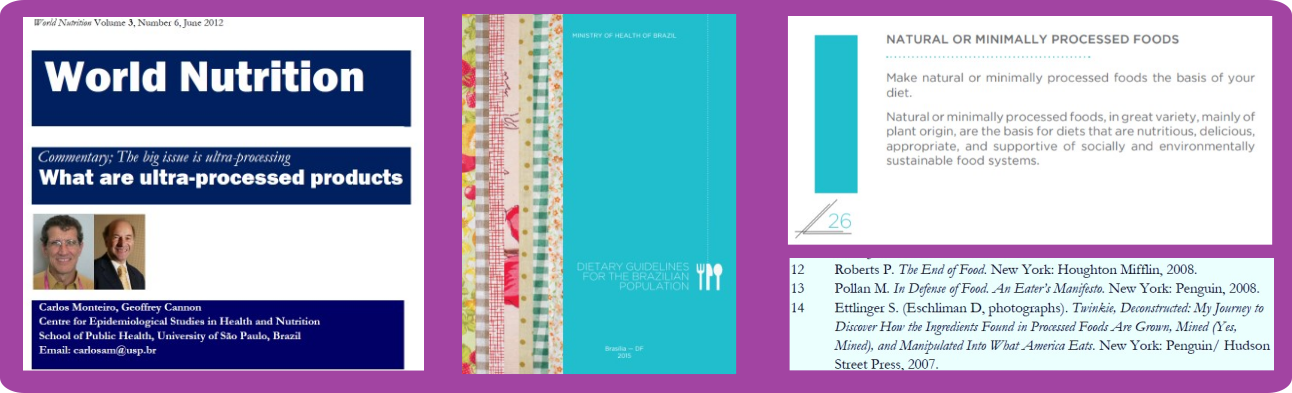 World Nutrition Volume 3, Number 6, June 2012
World Nutrition
Commentary; The big issue is ultra-processing
What are ultra-processed products
Carlos Monteiro, Geoffrey Cannon
Centre for Epidemiological Studies in Health and Nutrition
School of Public Health, University of São Paulo, Brazil
Email: carlosam@usp.br
MINISTRY OF HEALTH OF BRAZIL
DIETARY GUIDELINES
FOR THE BRAZILIAN
POPULATION
Brasília — DF
2015
NATURAL OR MINIMALLY PROCESSED FOODS
Make natural or minimally processed foods the basis of your
diet.
Natural or minimally processed foods, in great variety, mainly of
plant origin, are the basis for diets that are nutritious, delicious,
appropriate, and supportive of socially and environmentally
sustainable food systems.
26
12 Roberts P. The End of Food. New York: Houghton Mifflin, 2008.
13 Pollan M. In Defense of Food. An Eater's Manifesto. New York: Penguin, 2008.
14 Ettlinger S. (Eschliman D, photographs). Twinkie, Deconstructed: My Journey to
Discover How the Ingredients Found in Processed Foods Are Grown, Mined (Yes,
Mined), and Manipulated Into What America Eats. New York: Penguin/ Hudson
Street Press, 2007.